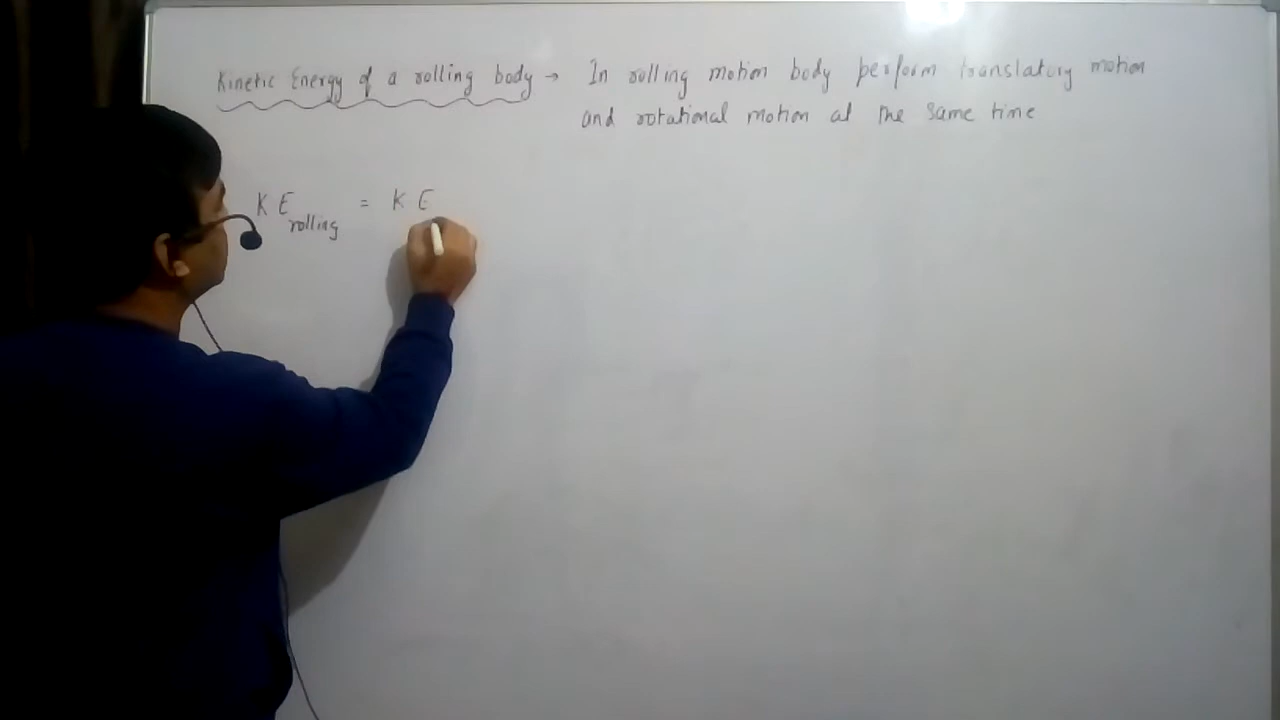 Kinetic Energy of a rolling body → In rolling motion body perform translatory motion
and rotational motion at the same time
K E rolling = K E